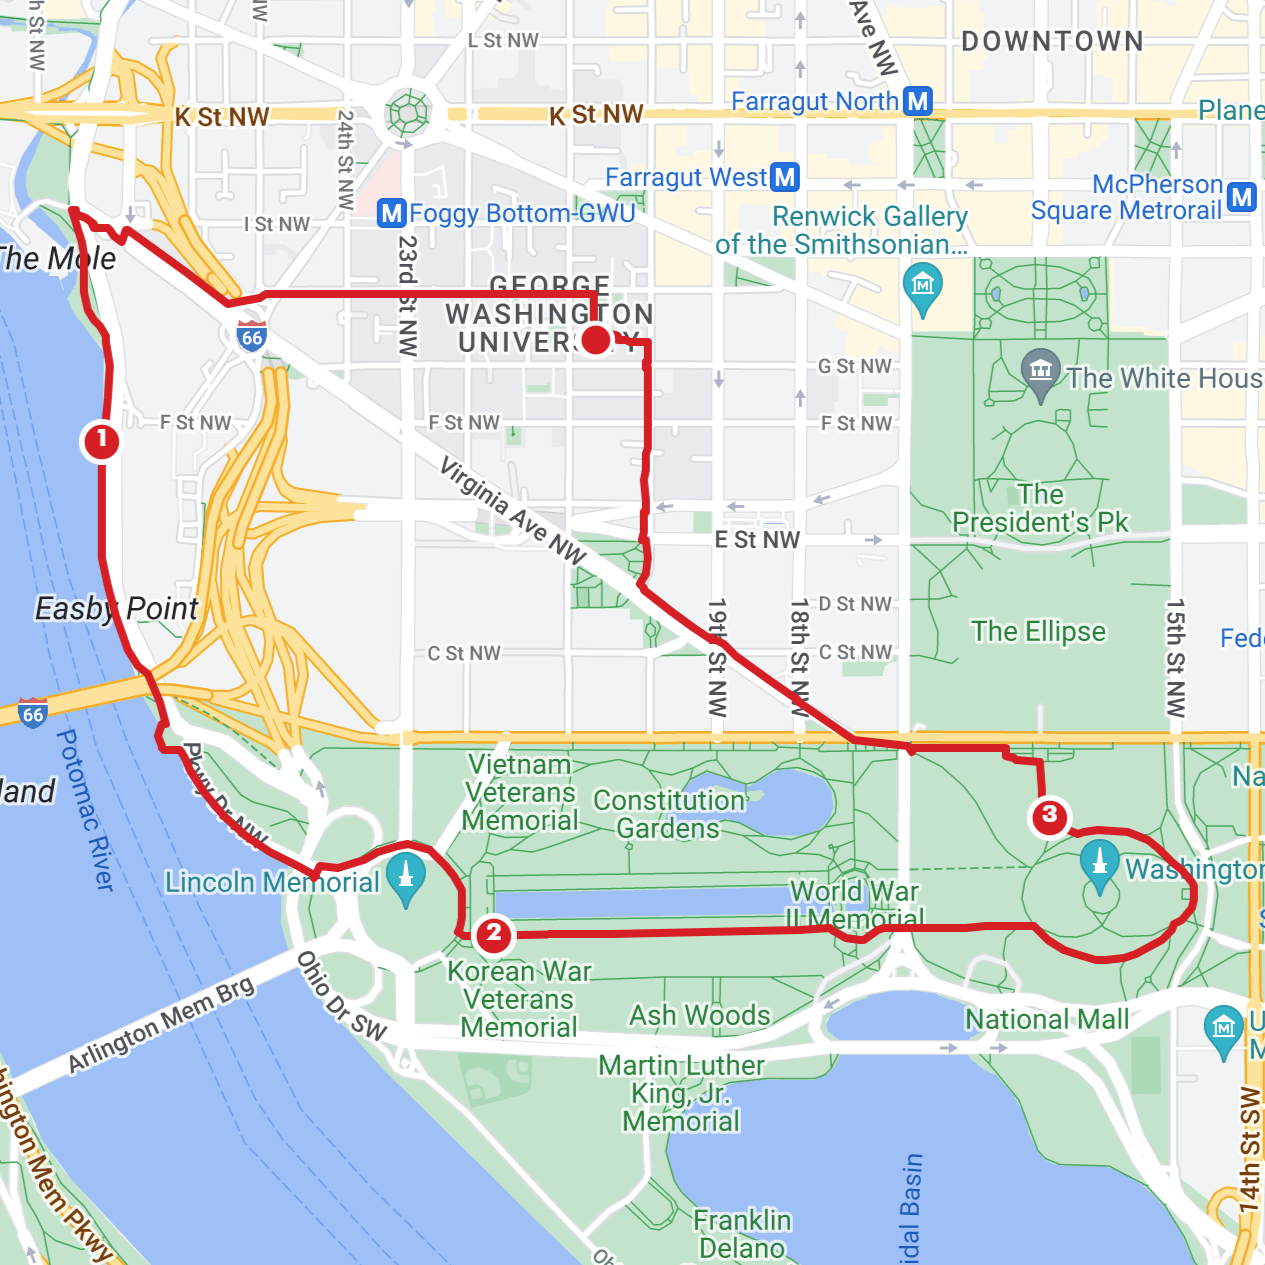 h St NW
NW
L St NW
Ave NW
DOWNTOWN
K St NW
K St NW
Farragut North
M
Plane
24th St NW
Farragut West
M
McPherson
Square Metrorail
M
M
Foggy Bottom-GWU
I St NW
Renwick Gallery
of the Smithsonian...
The Mole
23rd St NW
GEORGE
WASHINGTON
UNIVERSITY
66
G St NW
The White Hous
F St NW
F St NW
F St NW
1
Virginia Ave NW
The
President's Pk
E St NW
Easby Point
D St NW
19th St NW
18th St NW
15th St NW
The Ellipse
Fede
C St NW
C St NW
66
Potomac River
land
Pkwy Dr NW
Vietnam
Veterans
Memorial
Constitution
Gardens
Na
3
Lincoln Memorial
Washington
World War
II Memorial
S
2
Korean War
Veterans
Memorial
Ohio Dr SW
Arlington Mem Brg
Ash Woods
National Mall
U
M
Martin Luther
King, Jr.
Memorial
hington Mem Pkwy
14th St SW
idal Basin
Franklin
Delano
Oh